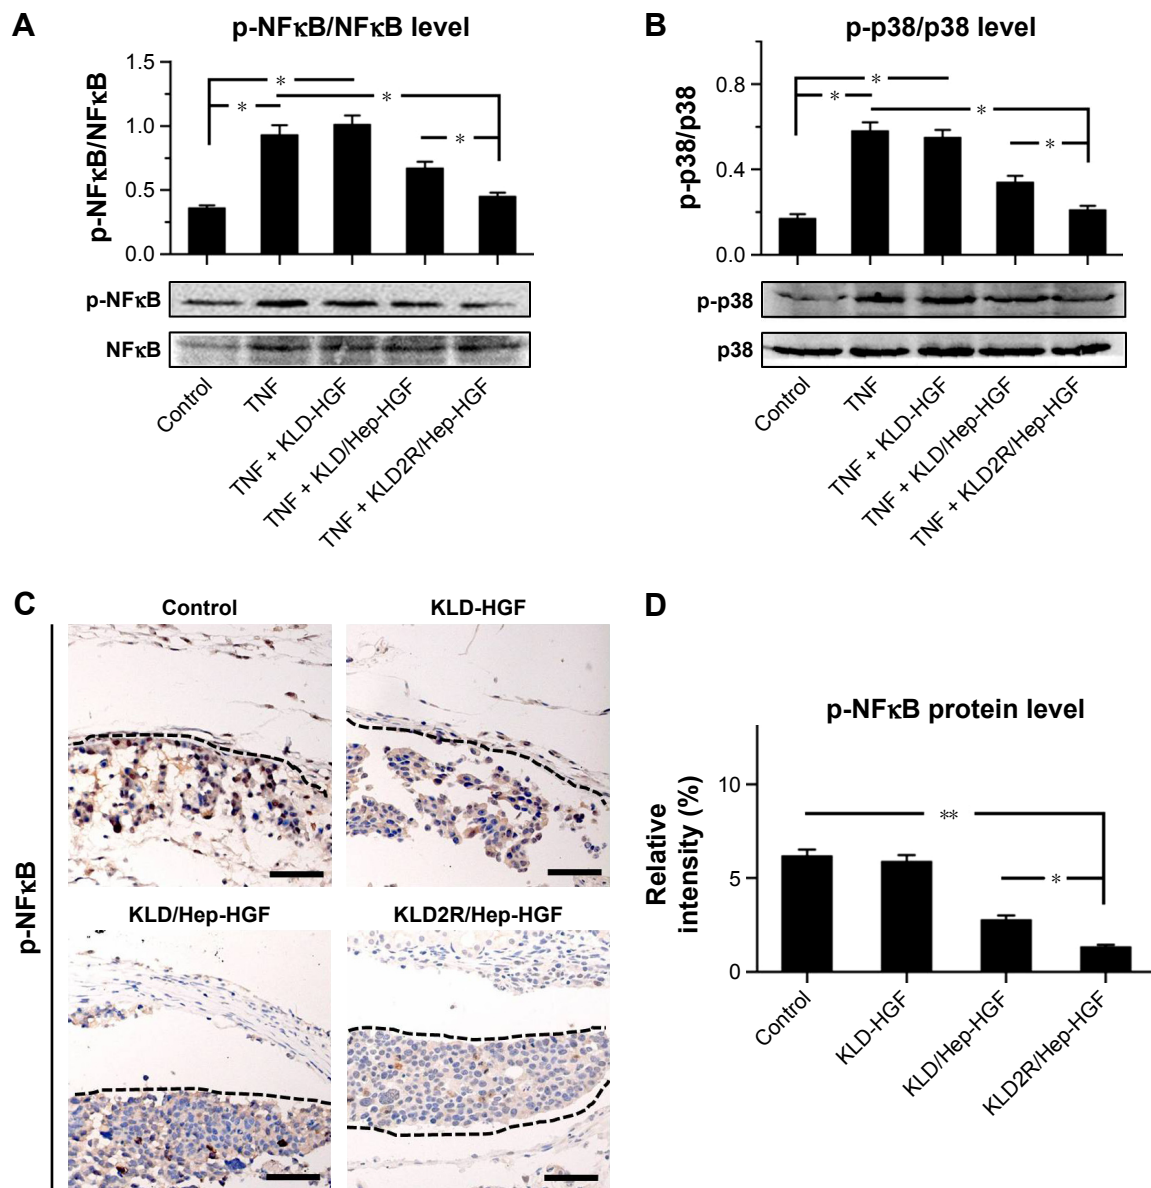 A
p-NFκB/NFκB level
p-NFκB/NFκB
1.5
1.0
0.5
0.0
*
*
*
*
p-NFκB
NFκB
Control
TNF
TNF + KLD-HGF
TNF + KLD/Hep-HGF
TNF + KLD2R/Hep-HGF
B
p-p38/p38 level
p-p38/p38
0.8
0.4
0.0
*
*
*
*
p-p38
p38
Control
TNF
TNF + KLD-HGF
TNF + KLD/Hep-HGF
TNF + KLD2R/Hep-HGF
C
p-NFκB
Control
KLD-HGF
KLD/Hep-HGF
KLD2R/Hep-HGF
D
p-NFκB protein level
Relative
intensity (%)
10
5
0
**
*
Control
KLD-HGF
KLD/Hep-HGF
KLD2R/Hep-HGF